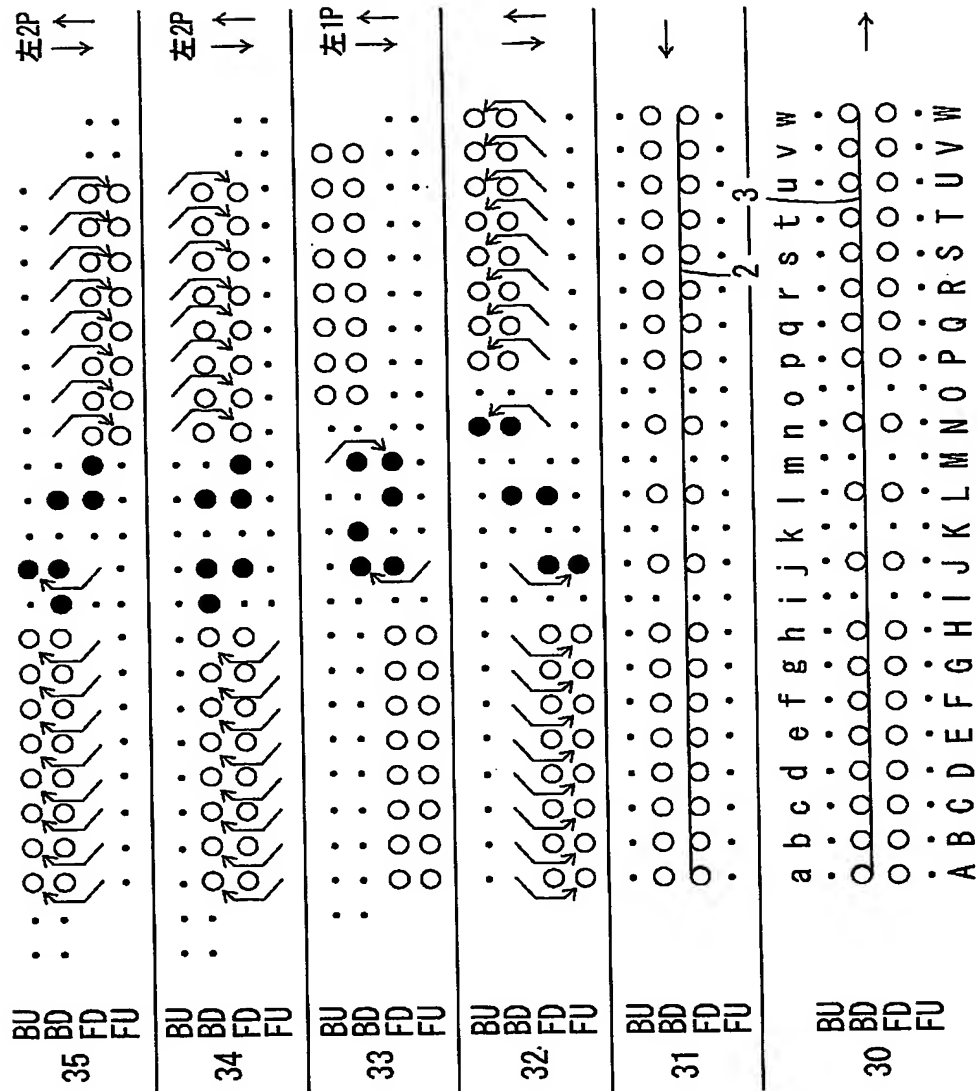 35 BU 左2P
BD ↓↑
FD
FU
34 BU 左2P
BD ↓↑
FD
FU
33 BU 左1P
BD ↓↑
FD
FU
32 BU
BD ↓↑
FD
FU
31 BU
BD ←
FD
FU
2 3
a b c d e f g h i j k l m n o p q r s t u v w
30 BU
BD →
FD
FU
A B C D E F G H I J K L M N O P Q R S T U V W